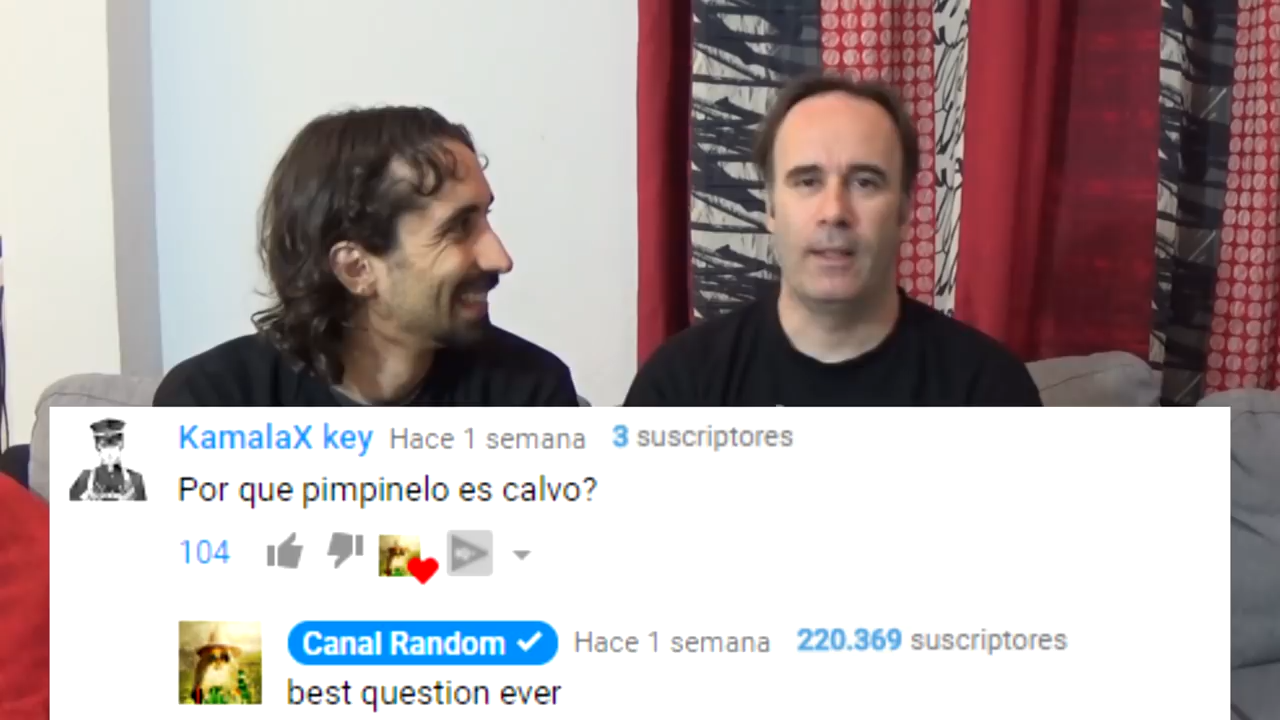 KamalaX key Hace 1 semana 3 suscriptores
Por que pimpinelo es calvo?
104
Canal Random Hace 1 semana 220.369 suscriptores
best question ever